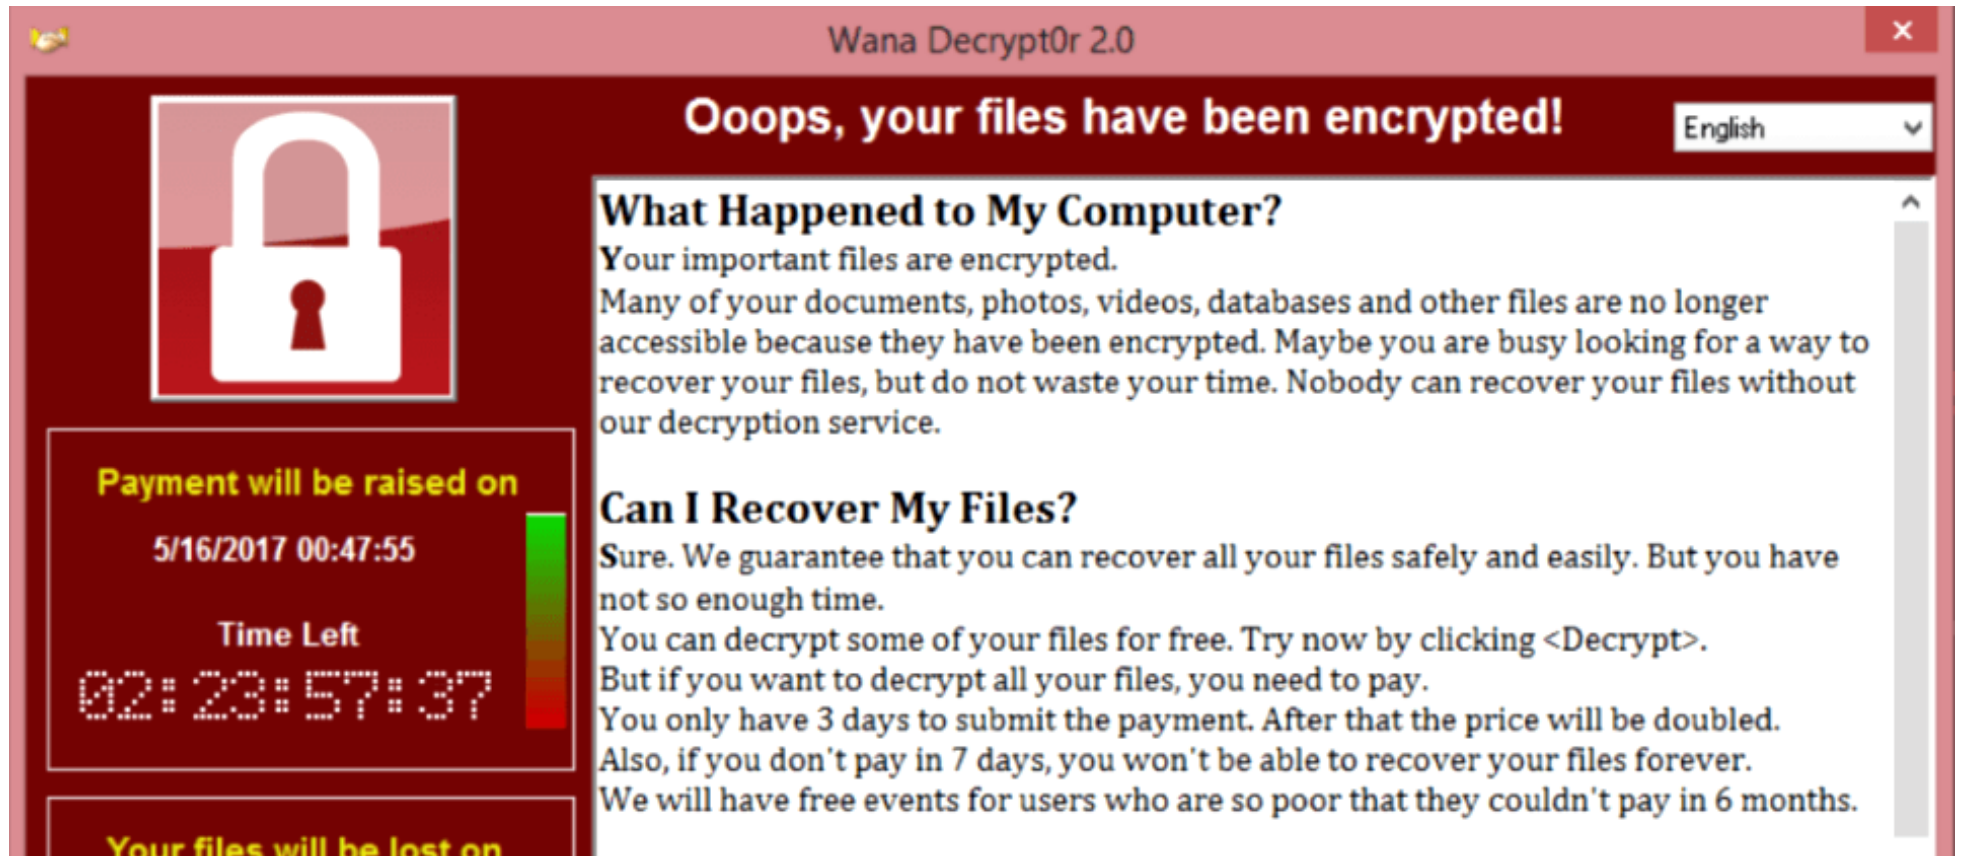 Wana Decrypt0r 2.0
Ooops, your files have been encrypted!
English
What Happened to My Computer?
Your important files are encrypted.
Many of your documents, photos, videos, databases and other files are no longer
accessible because they have been encrypted. Maybe you are busy looking for a way to
recover your files, but do not waste your time. Nobody can recover your files without
our decryption service.
Can I Recover My Files?
Sure. We guarantee that you can recover all your files safely and easily. But you have
not so enough time.
You can decrypt some of your files for free. Try now by clicking <Decrypt>.
But if you want to decrypt all your files, you need to pay.
You only have 3 days to submit the payment. After that the price will be doubled.
Also, if you don't pay in 7 days, you won't be able to recover your files forever.
We will have free events for users who are so poor that they couldn't pay in 6 months.
Payment will be raised on
5/16/2017 00:47:55
Time Left
02:23:57:37
Your files will be lost on